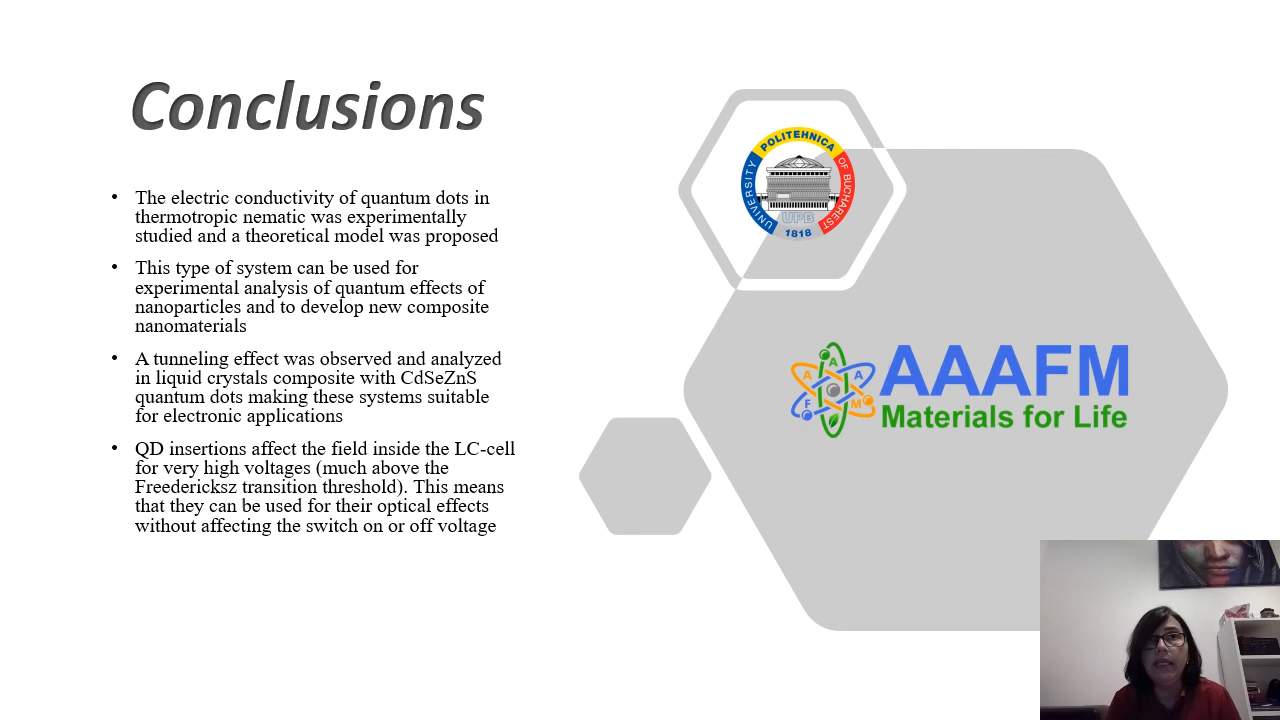 Conclusions
• The electric conductivity of quantum dots in
thermotropic nematic was experimentally
studied and a theoretical model was proposed
• This type of system can be used for
experimental analysis of quantum effects of
nanoparticles and to develop new composite
nanomaterials
• A tunneling effect was observed and analyzed
in liquid crystals composite with CdSeZnS
quantum dots making these systems suitable
for electronic applications
• QD insertions affect the field inside the LC-cell
for very high voltages (much above the
Freedericksz transition threshold). This means
that they can be used for their optical effects
without affecting the switch on or off voltage
UNIVERSITY POLITEHNICA OF BUCHAREST
UPB
1818
A
A A
F M
AAAFM
Materials for Life